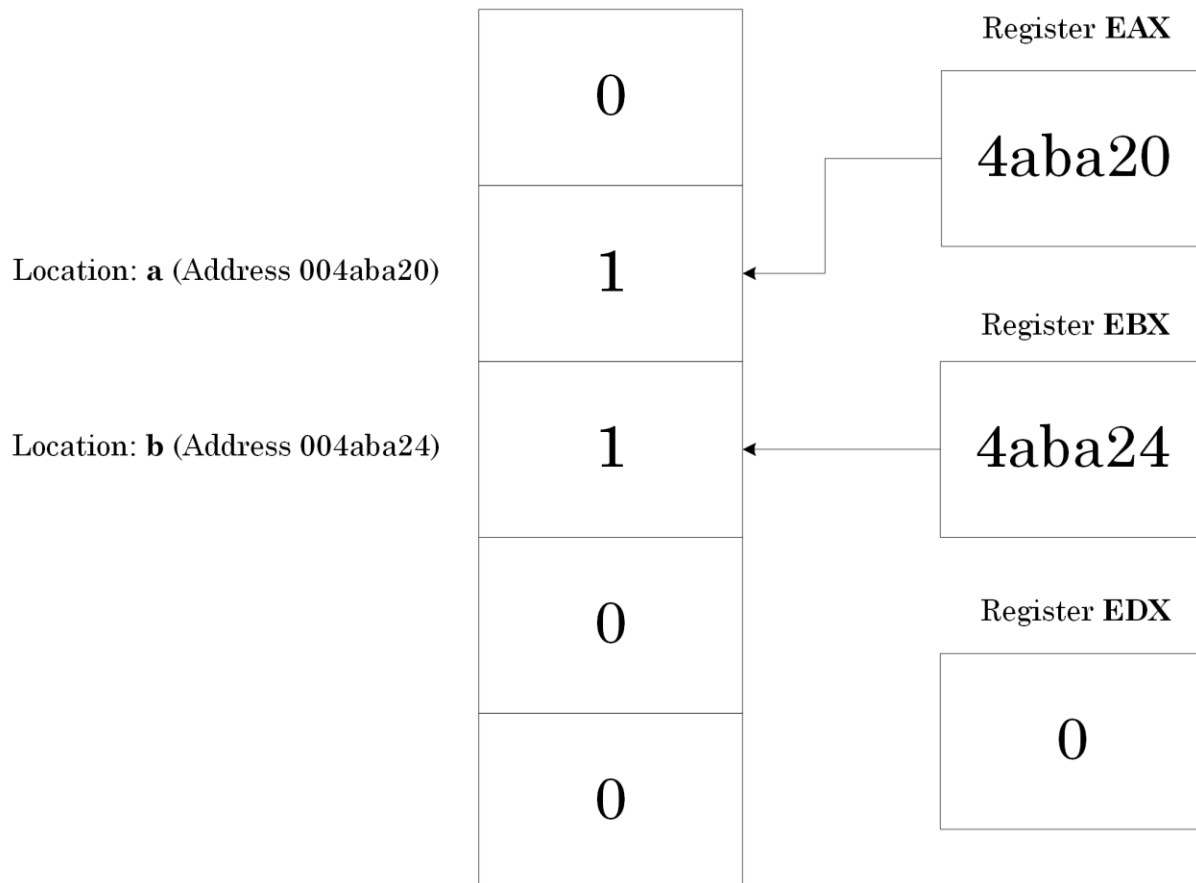 Register EAX
0
4aba20
Location: a (Address 004aba20)
1
Register EBX
Location: b (Address 004aba24)
1
4aba24
Register EDX
0
0
0